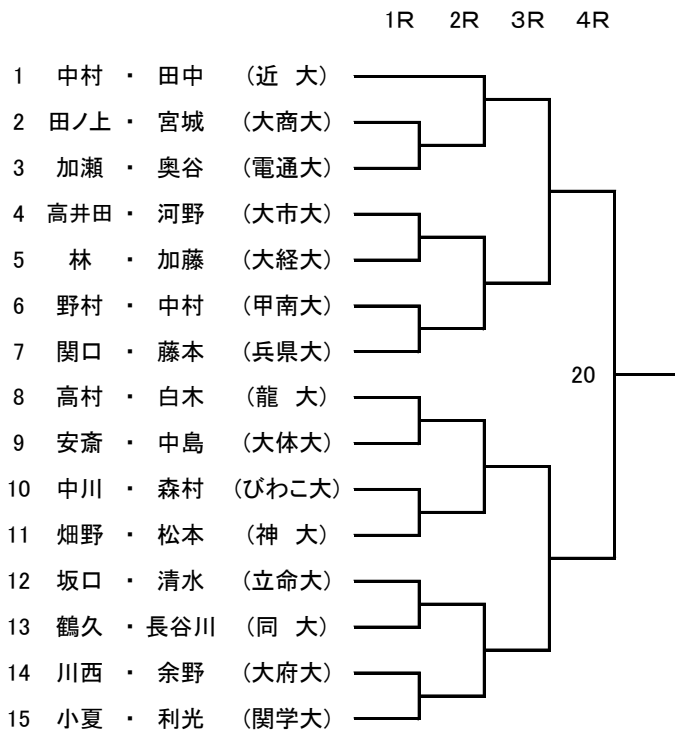 1R 2R 3R 4R
1 中村 ・ 田中 (近 大)
2 田ノ上 ・ 宮城 (大商大)
3 加瀬 ・ 奥谷 (電通大)
4 高井田 ・ 河野 (大市大)
5 林 ・ 加藤 (大経大)
6 野村 ・ 中村 (甲南大)
7 関口 ・ 藤本 (兵県大)
20
8 高村 ・ 白木 (龍 大)
9 安斎 ・ 中島 (大体大)
10 中川 ・ 森村 (びわこ大)
11 畑野 ・ 松本 (神 大)
12 坂口 ・ 清水 (立命大)
13 鶴久 ・ 長谷川 (同 大)
14 川西 ・ 余野 (大府大)
15 小夏 ・ 利光 (関学大)